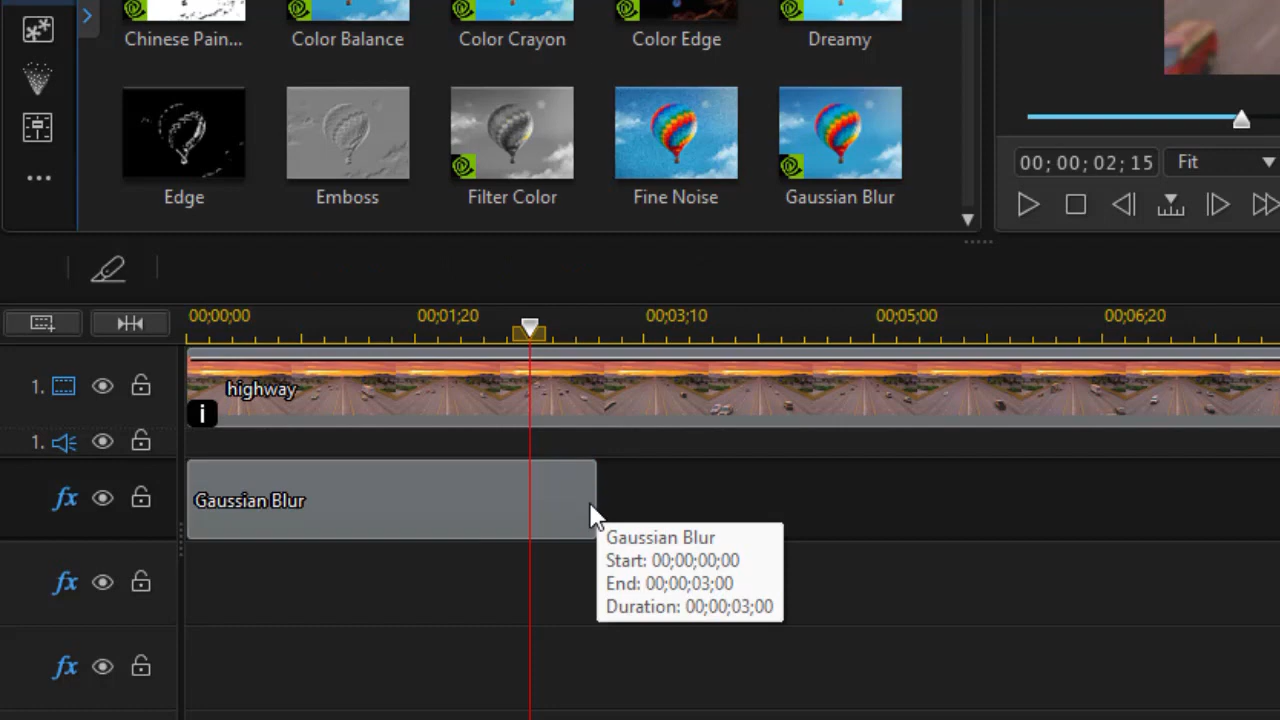 Chinese Pain...
Color Balance
Color Crayon
Color Edge
Dreamy
Edge
Emboss
Filter Color
Fine Noise
Gaussian Blur
00;00;02;15
Fit
00;00;00
00;01;20
00;03;10
00;05;00
00;06;20
1.
highway
i
1.
fx
Gaussian Blur
Gaussian Blur
Start: 00;00;00;00
End: 00;00;03;00
Duration: 00;00;03;00
fx
fx